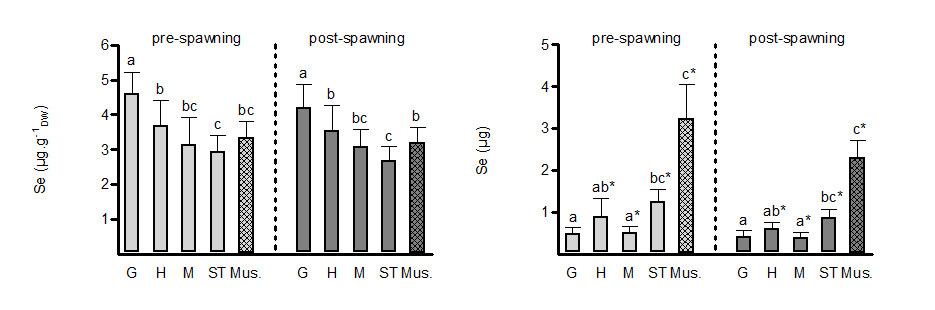 pre-spawning post-spawning
Se (µg.g⁻¹DW)
6
5
4
3
2
1
a b bc c bc
a b bc c b
G H M ST Mus. G H M ST Mus.
pre-spawning post-spawning
Se (µg)
5
4
3
2
1
a ab* a* bc* c*
a ab* a* bc* c*
G H M ST Mus. G H M ST Mus.